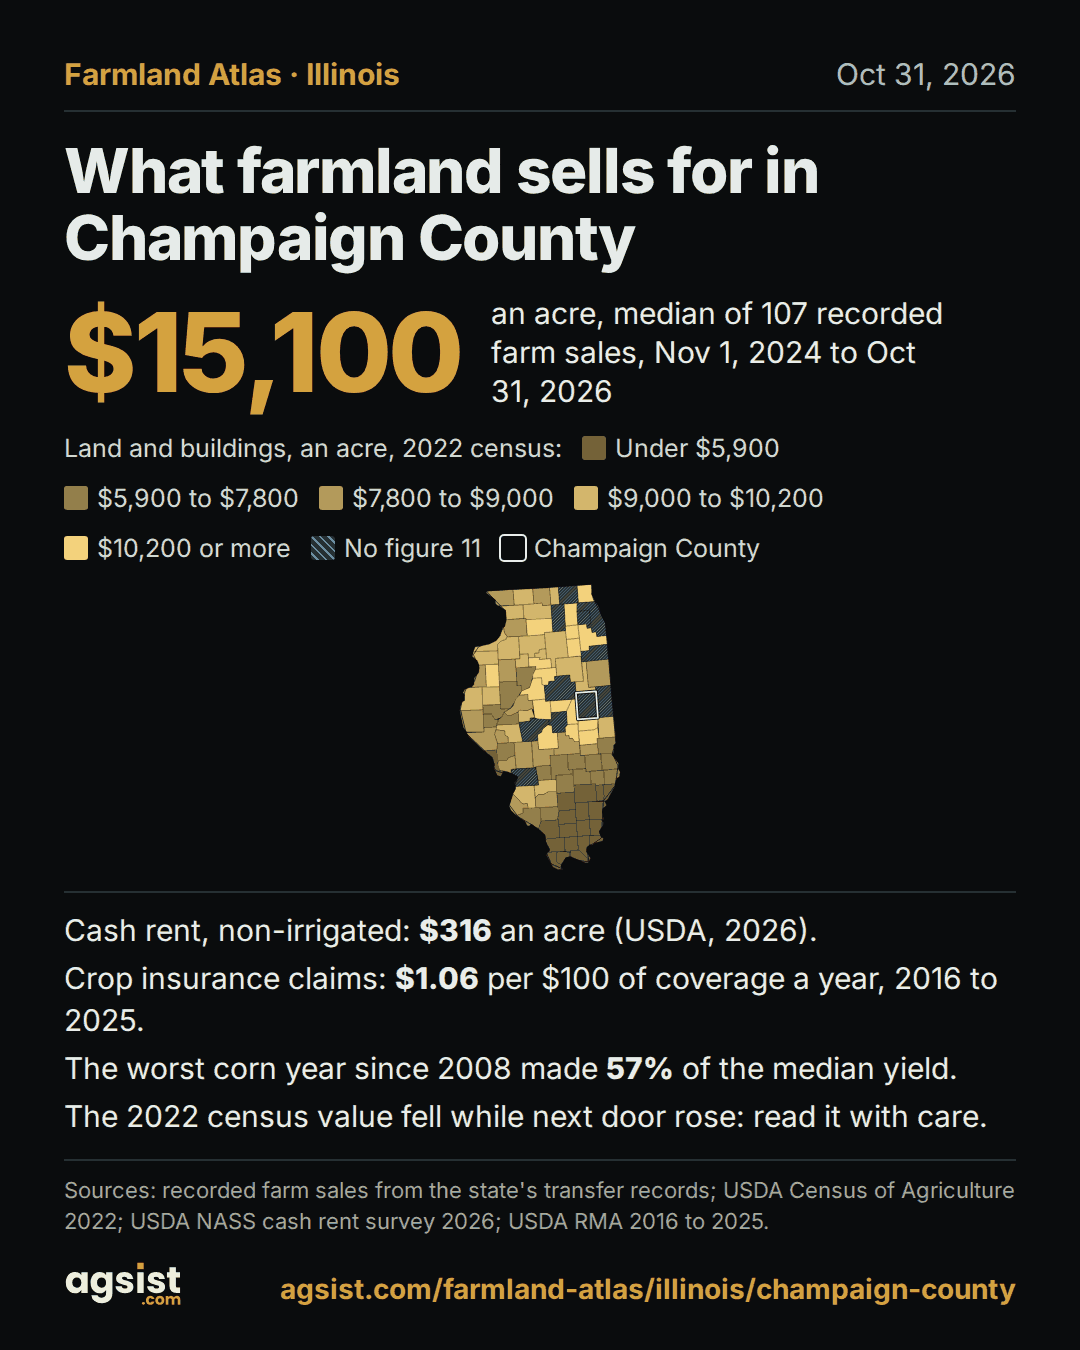 Farmland Atlas · Illinois
Oct 31, 2026
What farmland sells for in
Champaign County
$15,100
an acre, median of 107 recorded
farm sales, Nov 1, 2024 to Oct
31, 2026
Land and buildings, an acre, 2022 census: Under $5,900
$5,900 to $7,800 $7,800 to $9,000 $9,000 to $10,200
$10,200 or more No figure 11 Champaign County
Cash rent, non-irrigated: $316 an acre (USDA, 2026).
Crop insurance claims: $1.06 per $100 of coverage a year, 2016 to
2025.
The worst corn year since 2008 made 57% of the median yield.
The 2022 census value fell while next door rose: read it with care.
Sources: recorded farm sales from the state's transfer records; USDA Census of Agriculture
2022; USDA NASS cash rent survey 2026; USDA RMA 2016 to 2025.
agsist
.com
agsist.com/farmland-atlas/illinois/champaign-county